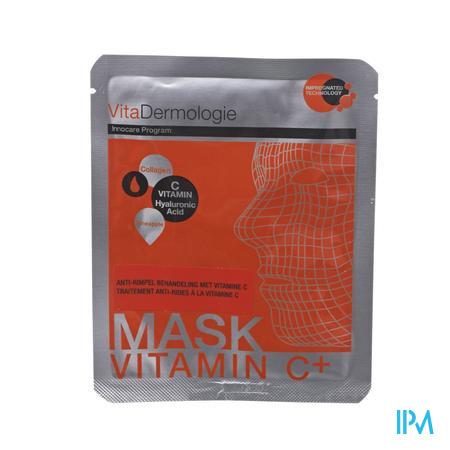 IMPREGNATED
TECHNOLOGY
VitaDermologie
Innocare Program
Collagen
C
VITAMIN
Hyaluronic
Acid
Pineapple
ANTI-RIMPEL BEHANDELING MET VITAMINE C
TRAITEMENT ANTI-RIDES À LA VITAMINE C
MASK
VITAMIN C+
IPM